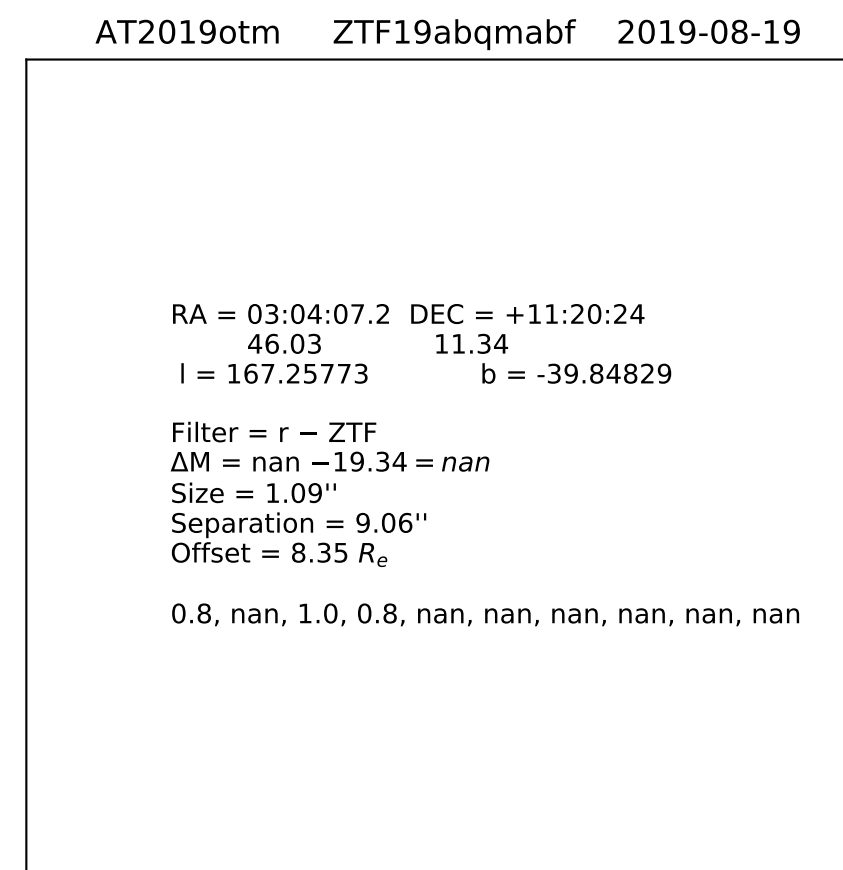 AT2019otm ZTF19abqmabf 2019-08-19
RA = 03:04:07.2 DEC = +11:20:24
46.03 11.34
l = 167.25773 b = -39.84829
Filter = r − ZTF
ΔM = nan −19.34 = nan
Size = 1.09''
Separation = 9.06''
Offset = 8.35 Rₑ
0.8, nan, 1.0, 0.8, nan, nan, nan, nan, nan, nan